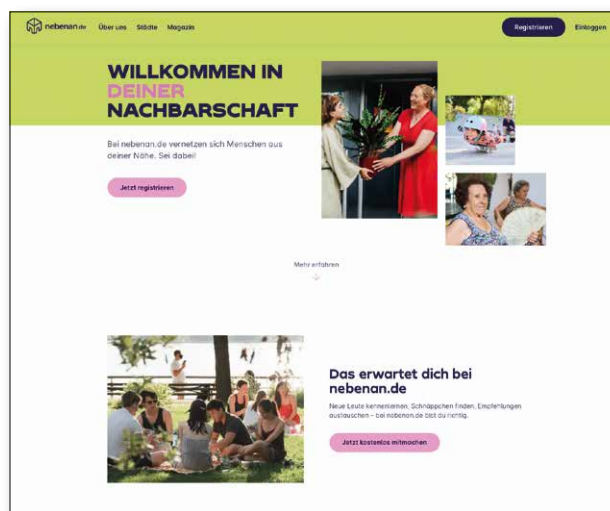 nebenan.de Über uns Städte Magazin Registrieren Einloggen
WILLKOMMEN IN
DEINER
NACHBARSCHAFT
Bei nebenan.de vernetzen sich Menschen aus
deiner Nähe. Sei dabei!
Jetzt registrieren
Mehr erfahren
Das erwartet dich bei
nebenan.de
Neue Leute kennenlernen, Schnäppchen finden, Empfehlungen
austauschen – bei nebenan.de bist du richtig.
Jetzt kostenlos mitmachen